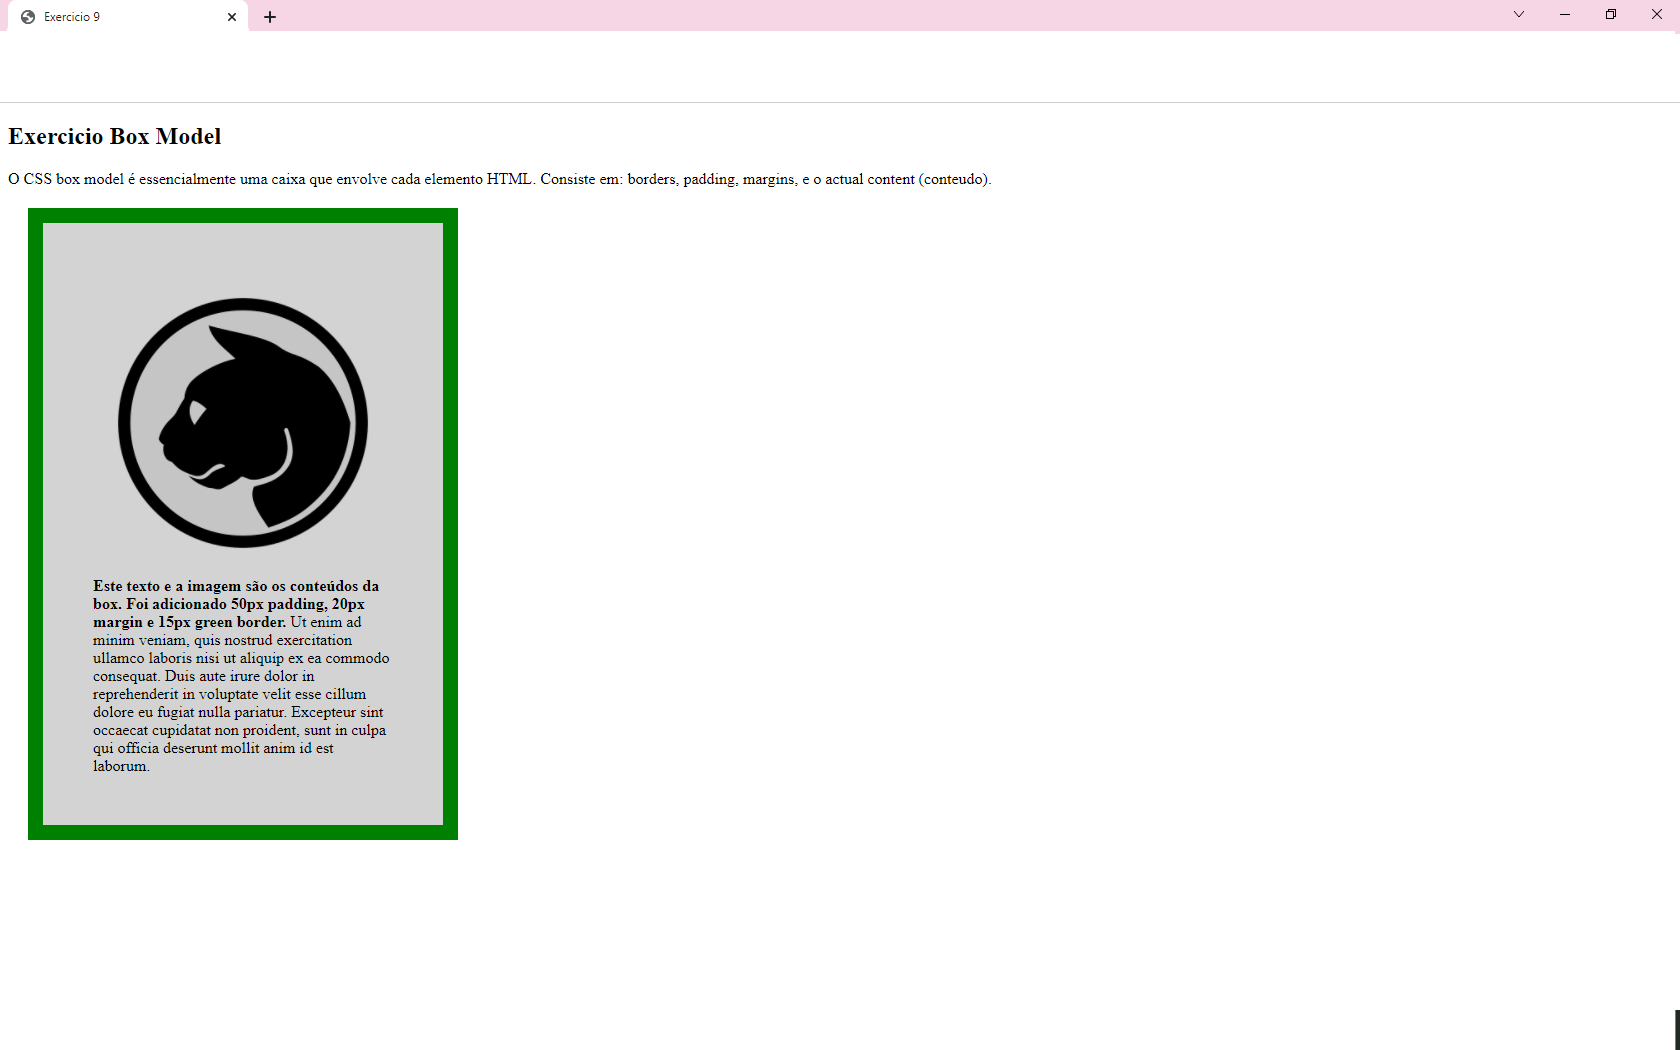 Exercicio 9
Exercicio Box Model
O CSS box model é essencialmente uma caixa que envolve cada elemento HTML. Consiste em: borders, padding, margins, e o actual content (conteudo).
Este texto e a imagem são os conteúdos da
box. Foi adicionado 50px padding, 20px
margin e 15px green border. Ut enim ad
minim veniam, quis nostrud exercitation
ullamco laboris nisi ut aliquip ex ea commodo
consequat. Duis aute irure dolor in
reprehenderit in voluptate velit esse cillum
dolore eu fugiat nulla pariatur. Excepteur sint
occaecat cupidatat non proident, sunt in culpa
qui officia deserunt mollit anim id est
laborum.